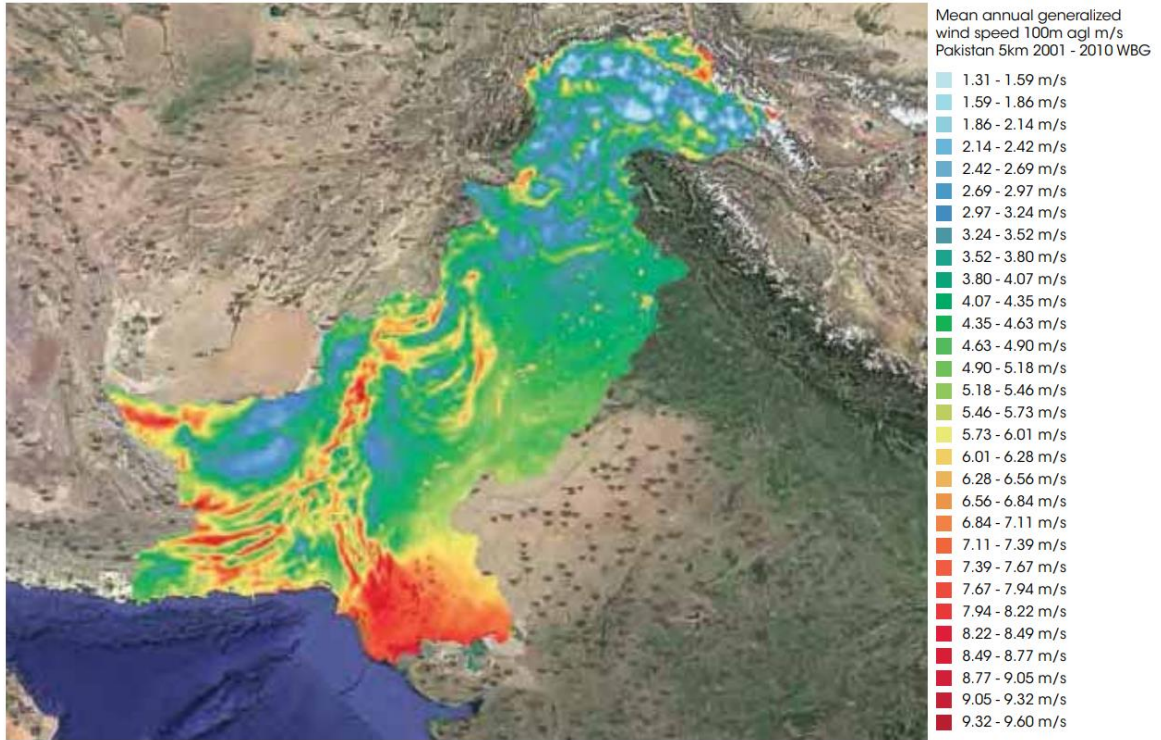 Mean annual generalized
wind speed 100m agl m/s
Pakistan 5km 2001 - 2010 WBG
1.31 - 1.59 m/s
1.59 - 1.86 m/s
1.86 - 2.14 m/s
2.14 - 2.42 m/s
2.42 - 2.69 m/s
2.69 - 2.97 m/s
2.97 - 3.24 m/s
3.24 - 3.52 m/s
3.52 - 3.80 m/s
3.80 - 4.07 m/s
4.07 - 4.35 m/s
4.35 - 4.63 m/s
4.63 - 4.90 m/s
4.90 - 5.18 m/s
5.18 - 5.46 m/s
5.46 - 5.73 m/s
5.73 - 6.01 m/s
6.01 - 6.28 m/s
6.28 - 6.56 m/s
6.56 - 6.84 m/s
6.84 - 7.11 m/s
7.11 - 7.39 m/s
7.39 - 7.67 m/s
7.67 - 7.94 m/s
7.94 - 8.22 m/s
8.22 - 8.49 m/s
8.49 - 8.77 m/s
8.77 - 9.05 m/s
9.05 - 9.32 m/s
9.32 - 9.60 m/s